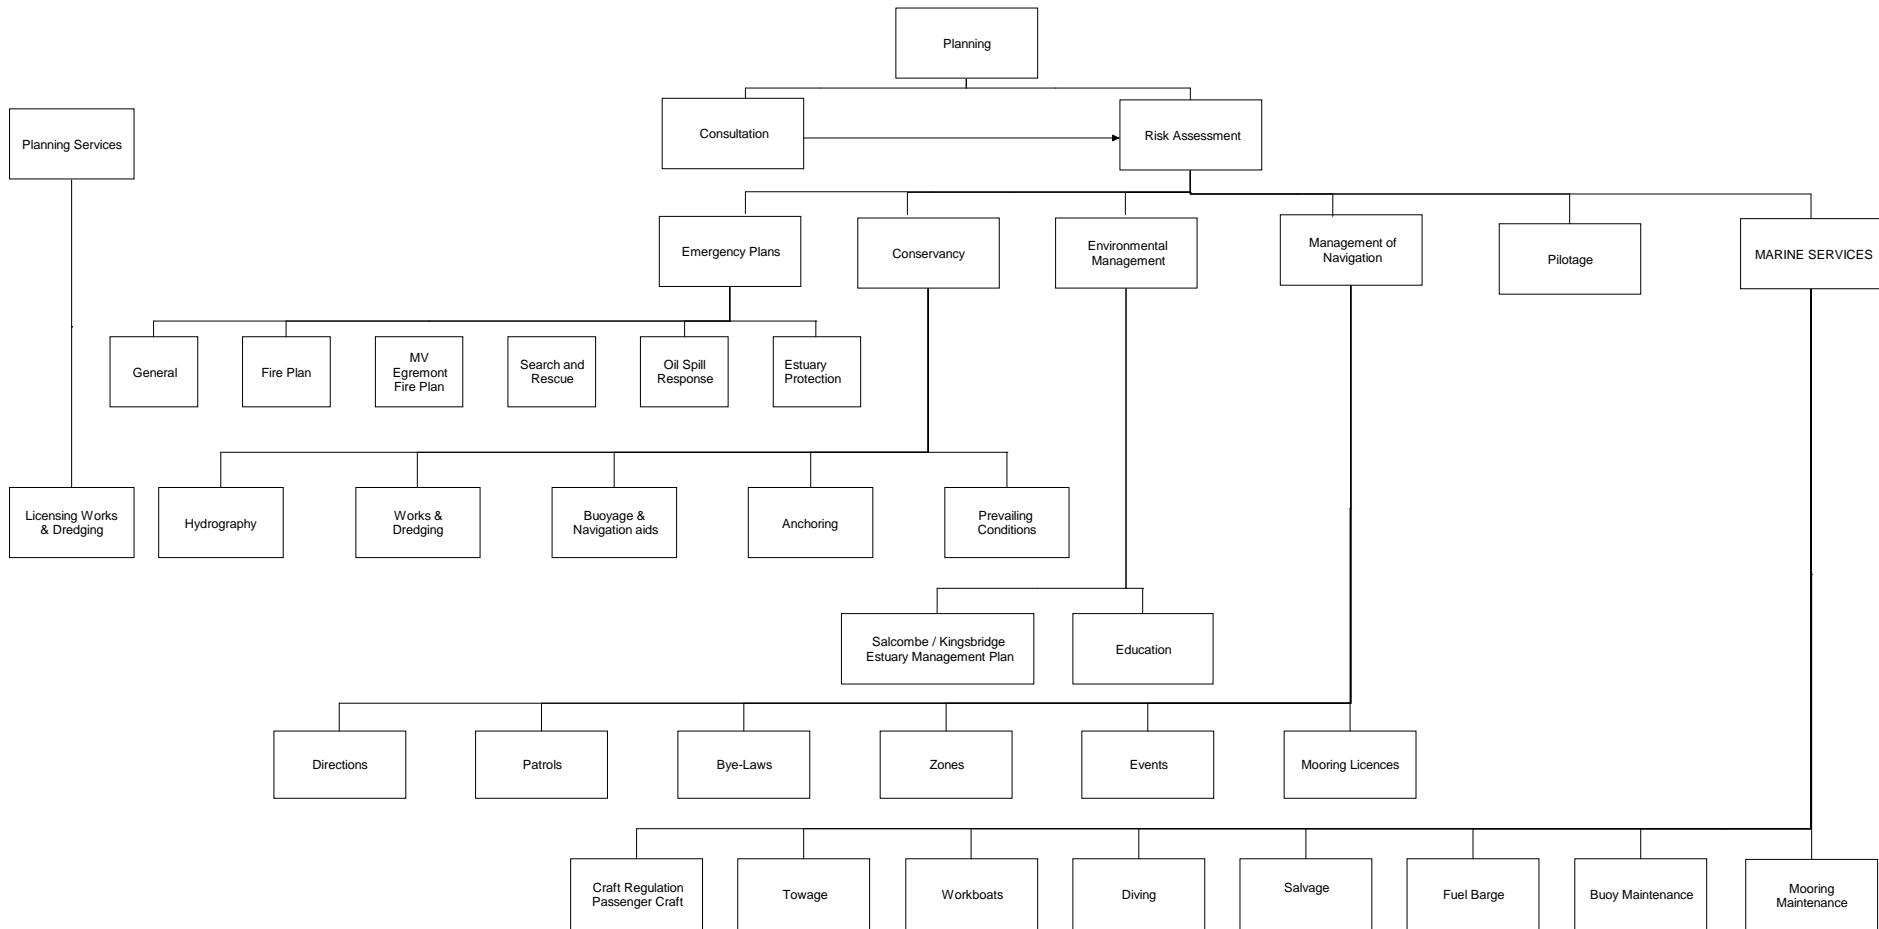 Planning
Consultation
Risk Assessment
Planning Services
Emergency Plans
Conservancy
Environmental
Management
Management of
Navigation
Pilotage
MARINE SERVICES
General
Fire Plan
MV
Egremont
Fire Plan
Search and
Rescue
Oil Spill
Response
Estuary
Protection
Licensing Works
& Dredging
Hydrography
Works &
Dredging
Buoyage &
Navigation aids
Anchoring
Prevailing
Conditions
Salcombe / Kingsbridge
Estuary Management Plan
Education
Directions
Patrols
Bye-Laws
Zones
Events
Mooring Licences
Craft Regulation
Passenger Craft
Towage
Workboats
Diving
Salvage
Fuel Barge
Buoy Maintenance
Mooring
Maintenance